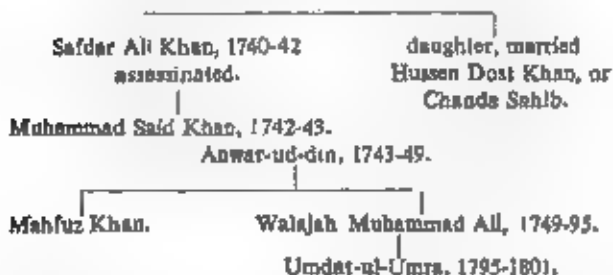 Safdar Ali Khan, 1740-42 daughter, married
assassinated. Hussen Dost Khan, or
Chanda Sahib.
Muhammad Said Khan, 1742-43.
Anwar-ud-din, 1743-49.
Mahfuz Khan. Walajah Muhammad Ali, 1749-95.
Umdat-ul-Umra, 1795-1801.